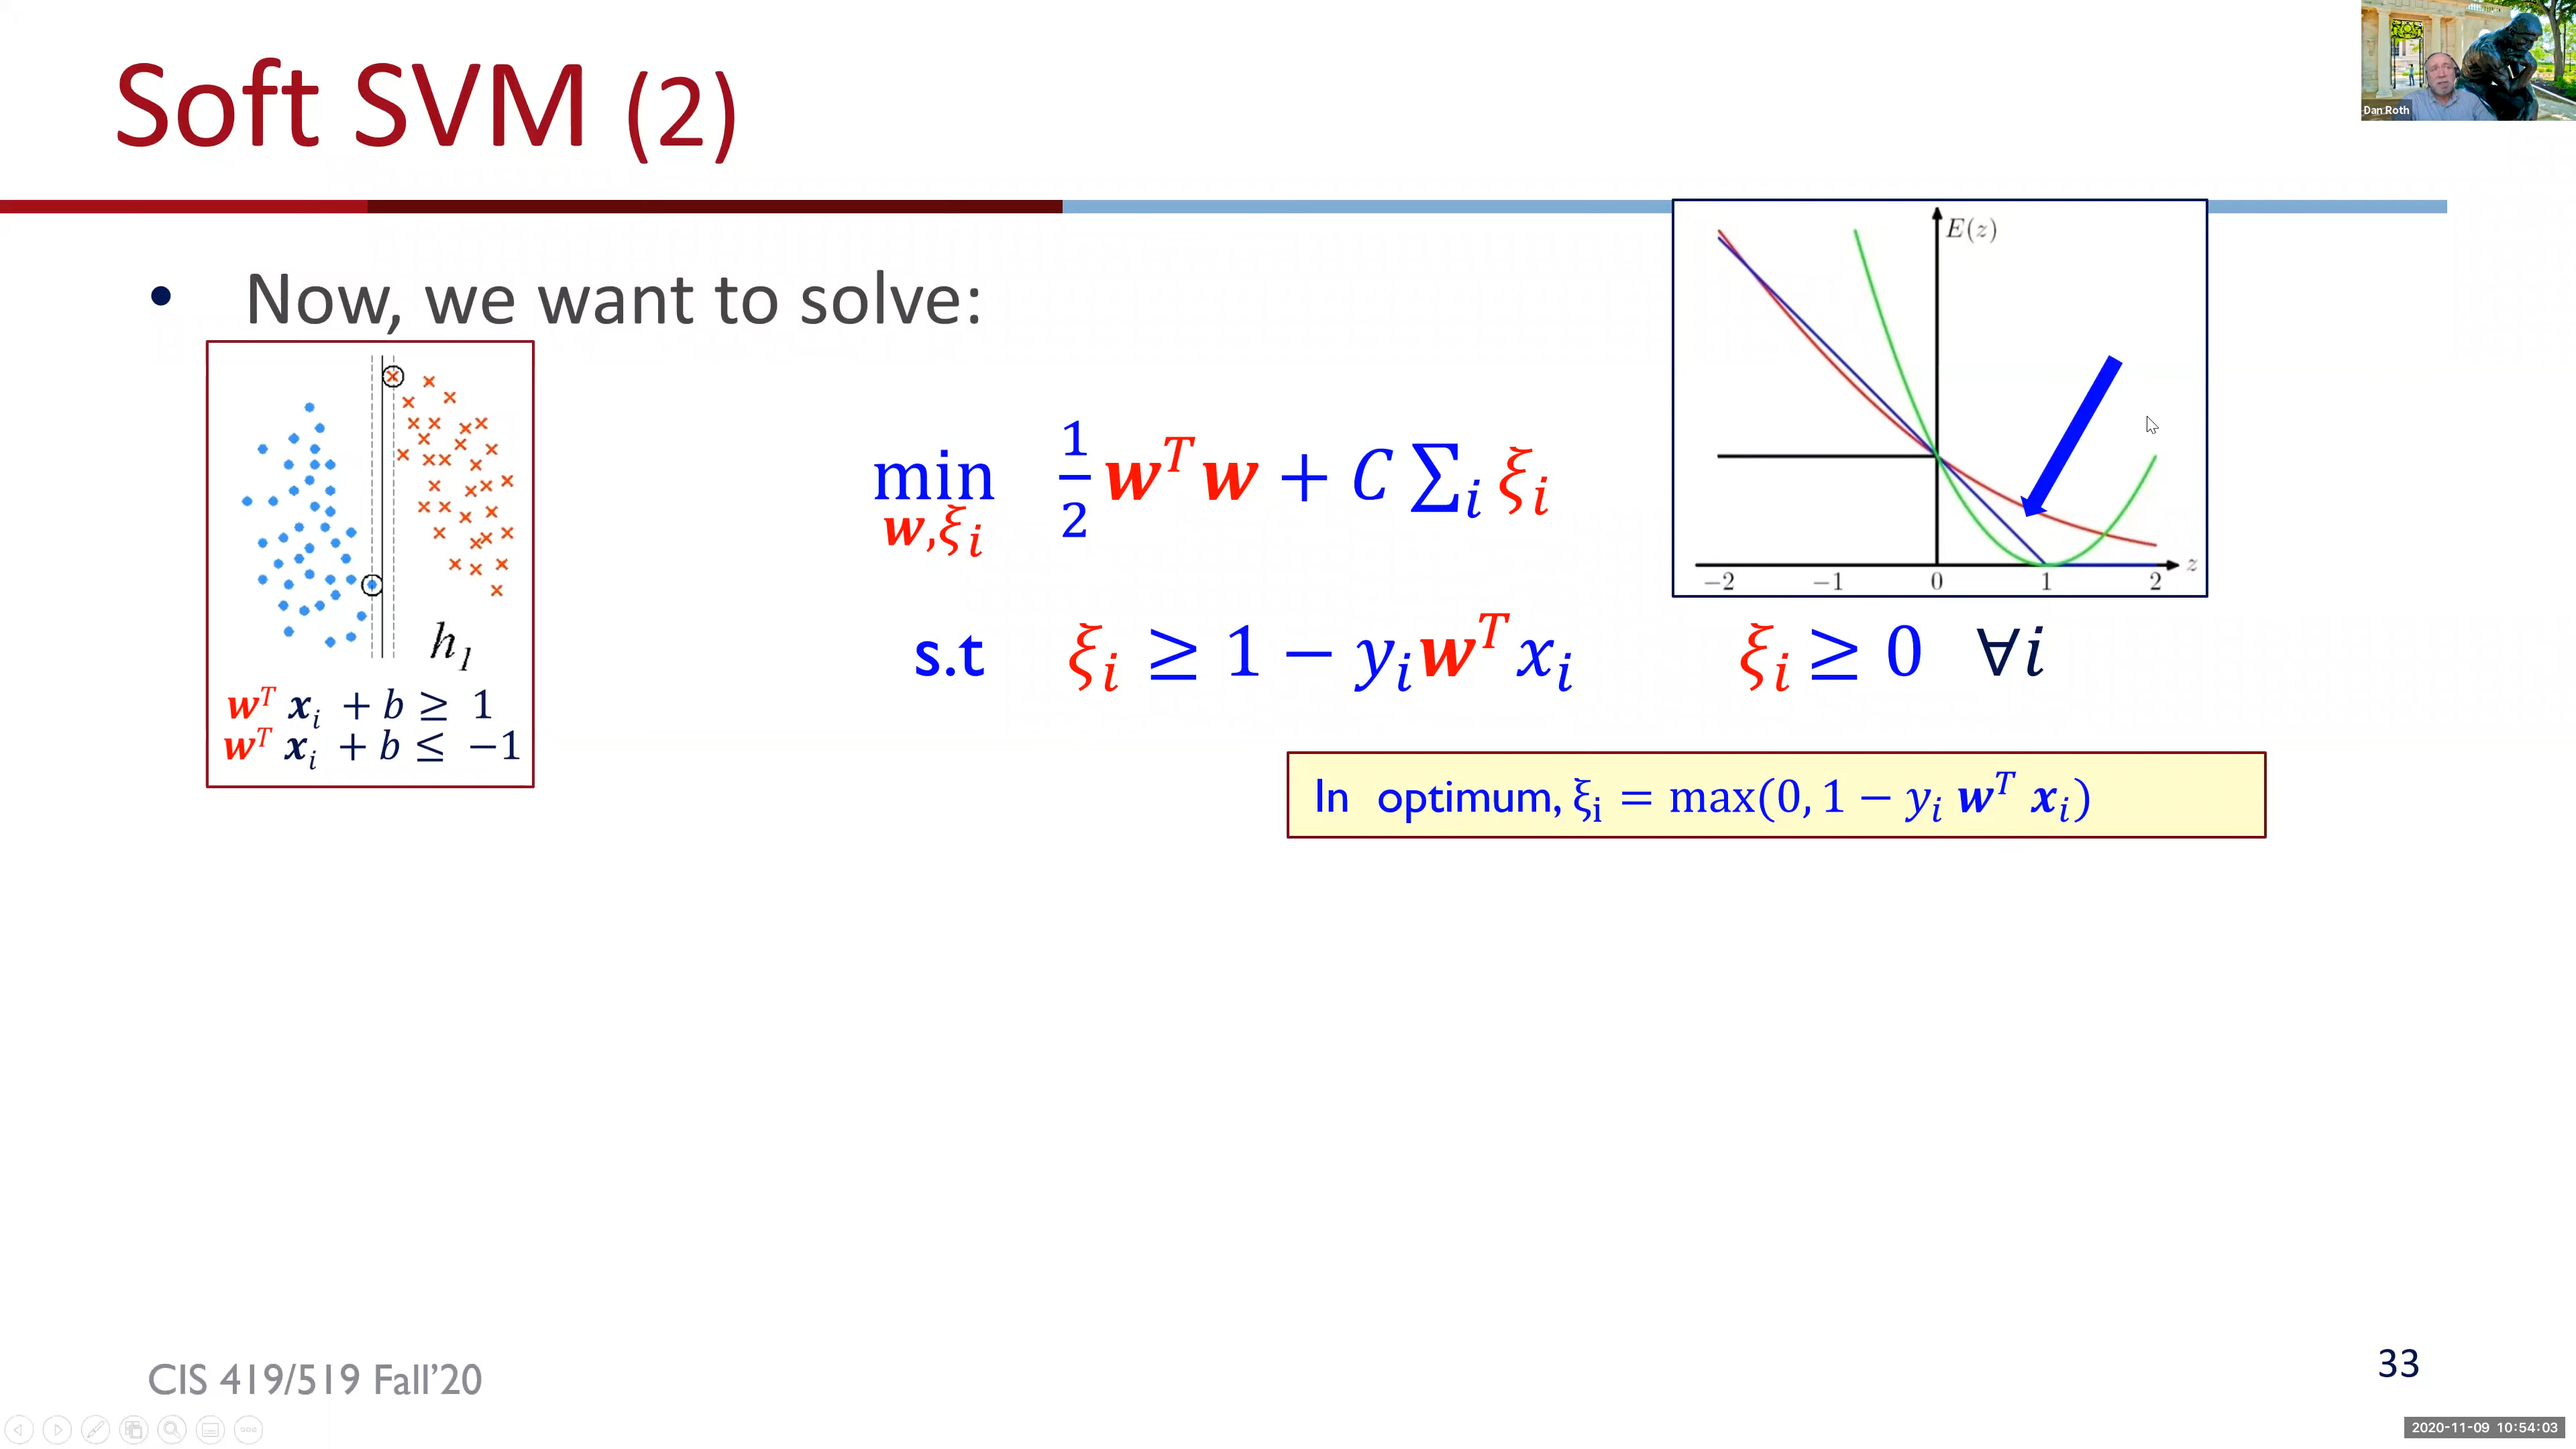 Soft SVM (2)
Dan Roth
• Now, we want to solve:
E(z)
−2 −1 0 1 2 z
h₁
wᵀ xᵢ + b ≥ 1
wᵀ xᵢ + b ≤ −1
min 1/2 wᵀw + C ∑ᵢ ξᵢ
w,ξᵢ
s.t ξᵢ ≥ 1 − yᵢwᵀxᵢ ξᵢ ≥ 0 ∀i
In optimum, ξᵢ = max(0, 1 − yᵢ wᵀ xᵢ)
CIS 419/519 Fall’20
33
2020-11-09 10:54:03